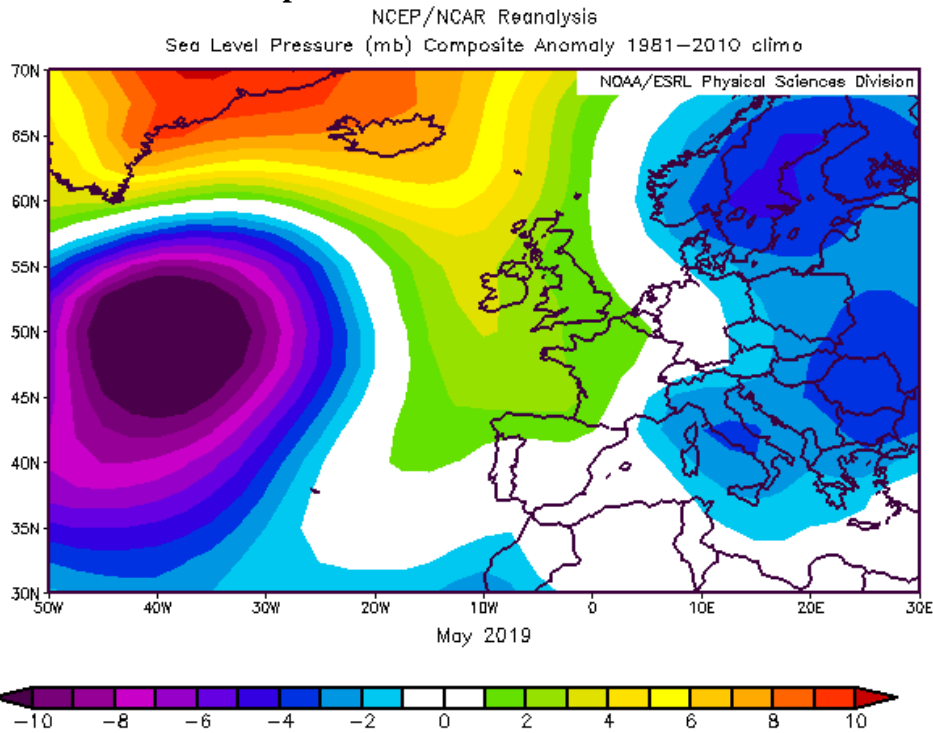 NCEP/NCAR Reanalysis
Sea Level Pressure (mb) Composite Anomaly 1981-2010 climo
NOAA/ESRL Physical Sciences Division
70N
65N
60N
55N
50N
45N
40N
35N
30N
50W 40W 30W 20W 10W 0 10E 20E 30E
May 2019
-10 -8 -6 -4 -2 0 2 4 6 8 10